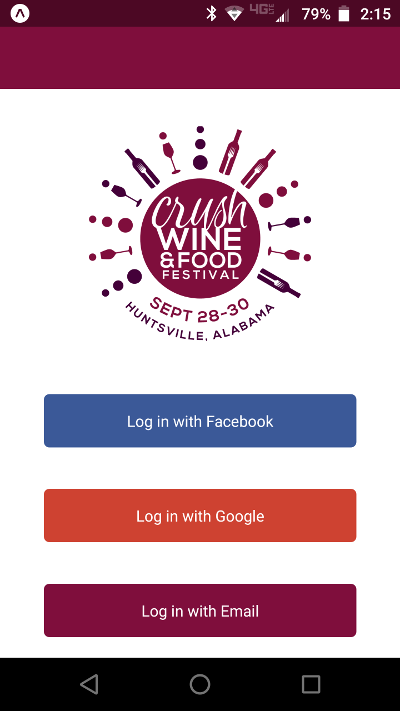 4G LTE 79% 2:15
crush
WINE
&FOOD
FESTIVAL
SEPT 28-30
HUNTSVILLE, ALABAMA
Log in with Facebook
Log in with Google
Log in with Email